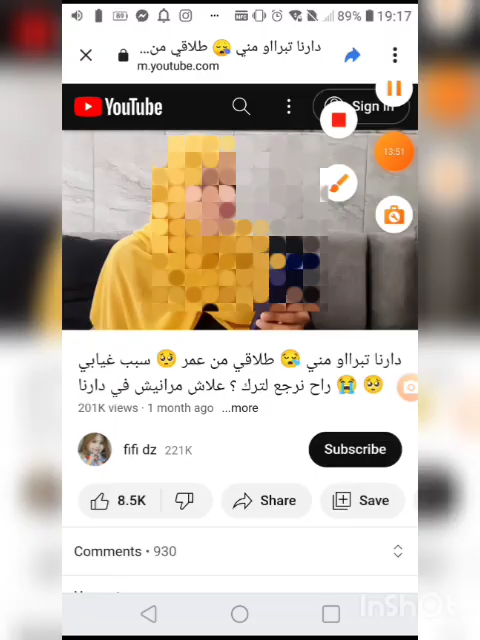 89% 19:17
دارنا تبرااو مني 😪 طلاقي من...
m.youtube.com
YouTube
Sign in
13:51
دارنا تبرااو مني 😪 طلاقي من عمر 🥺 سبب غيابي
🥺 😭 راح نرجع لترك ؟ علاش مرانيش في دارنا
201K views · 1 month ago ...more
fifi dz 221K
Subscribe
8.5K
Share
Save
Comments • 930
InShOt